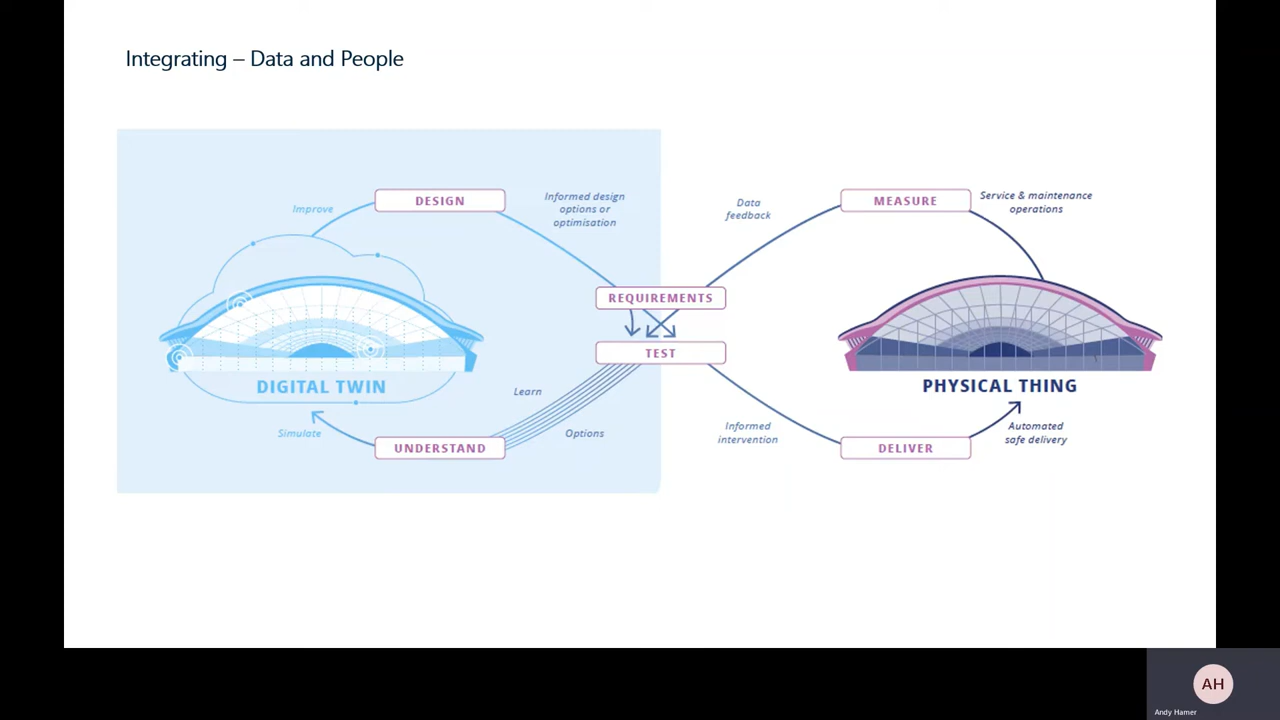 Integrating – Data and People
Improve
DESIGN
Informed design
options or
optimisation
Data
feedback
MEASURE
Service & maintenance
operations
REQUIREMENTS
TEST
DIGITAL TWIN
PHYSICAL THING
Learn
Options
Simulate
UNDERSTAND
Informed
intervention
DELIVER
Automated
safe delivery
AH
Andy Hamer